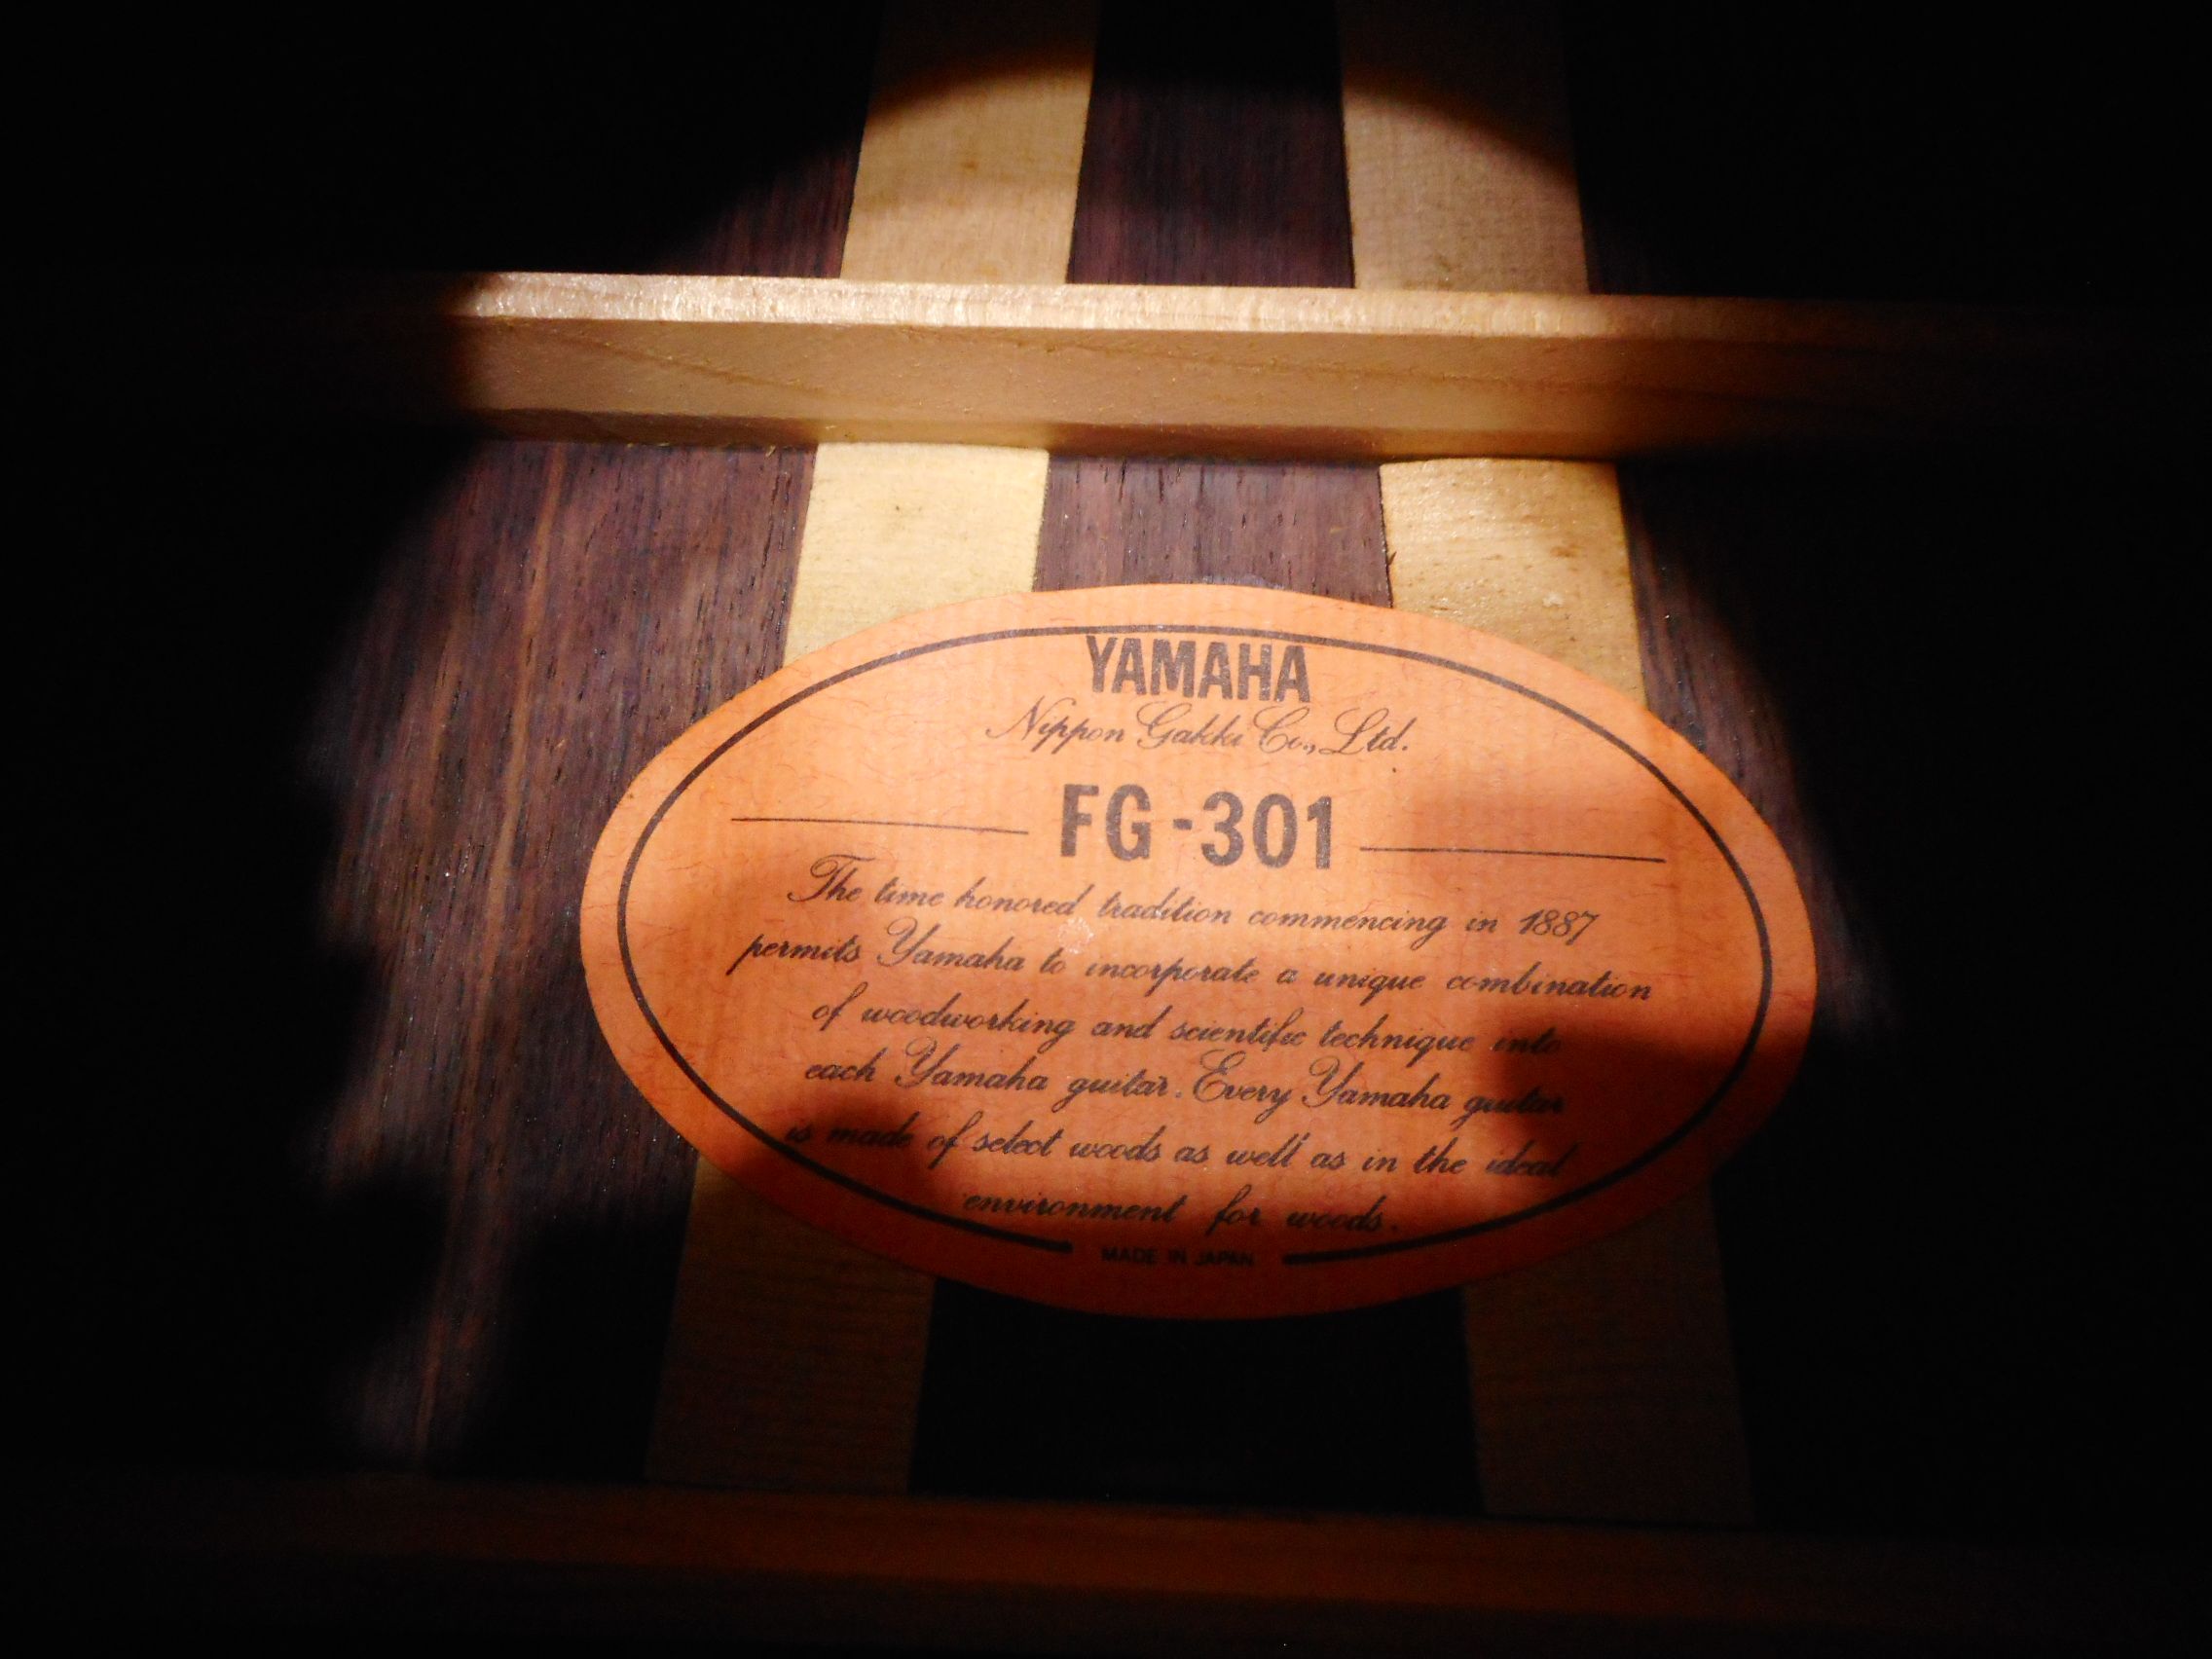 YAMAHA
Nippon Gakki Co., Ltd.
FG-301
The time honored tradition commencing in 1887
permits Yamaha to incorporate a unique combination
of woodworking and scientific technique into
each Yamaha guitar. Every Yamaha guitar
is made of select woods as well as in the ideal
environment for woods.
MADE IN JAPAN